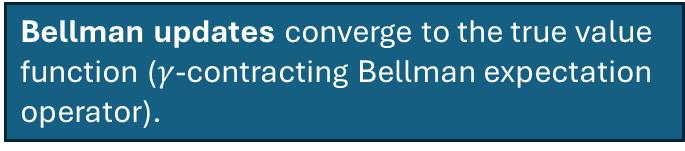 Bellman updates converge to the true value
function (γ-contracting Bellman expectation
operator).